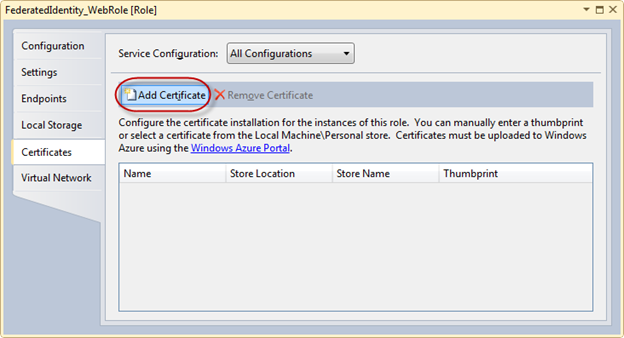 FederatedIdentity_WebRole [Role]
Configuration
Settings
Endpoints
Local Storage
Certificates
Virtual Network
Service Configuration: All Configurations
Add Certificate Remove Certificate
Configure the certificate installation for the instances of this role. You can manually enter a thumbprint
or select a certificate from the Local Machine\Personal store. Certificates must be uploaded to Windows
Azure using the Windows Azure Portal.
Name Store Location Store Name Thumbprint